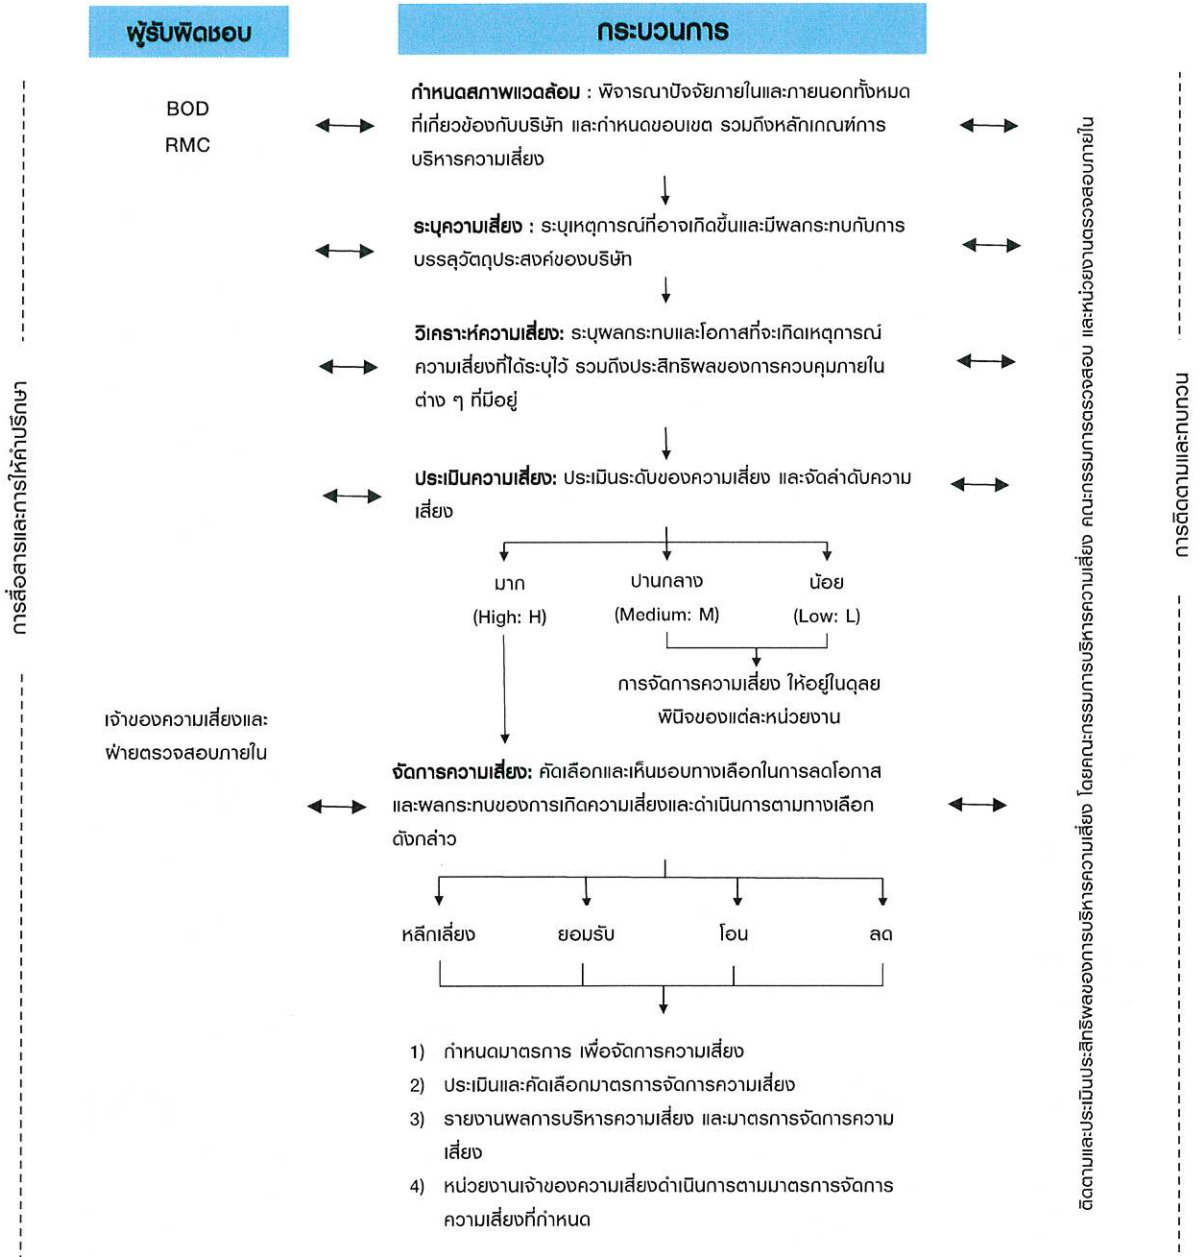 ผู้รับผิดชอบ
กระบวนการ
BOD
RMC
กำหนดสภาพแวดล้อม : พิจารณาปัจจัยภายในและภายนอกทั้งหมด
ที่เกี่ยวข้องกับบริษัท และกำหนดขอบเขต รวมถึงหลักเกณฑ์การ
บริหารความเสี่ยง
ระบุความเสี่ยง : ระบุเหตุการณ์ที่อาจเกิดขึ้นและมีผลกระทบกับการ
บรรลุวัตถุประสงค์ของบริษัท
วิเคราะห์ความเสี่ยง: ระบุผลกระทบและโอกาสที่จะเกิดเหตุการณ์
ความเสี่ยงที่ได้ระบุไว้ รวมถึงประสิทธิผลของการควบคุมภายใน
ต่าง ๆ ที่มีอยู่
ประเมินความเสี่ยง: ประเมินระดับของความเสี่ยง และจัดลำดับความ
เสี่ยง
มาก
(High: H)
ปานกลาง
(Medium: M)
น้อย
(Low: L)
การจัดการความเสี่ยง ให้อยู่ในดุลย
พินิจของแต่ละหน่วยงาน
เจ้าของความเสี่ยงและ
ฝ่ายตรวจสอบภายใน
จัดการความเสี่ยง: คัดเลือกและเห็นชอบทางเลือกในการลดโอกาส
และผลกระทบของการเกิดความเสี่ยงและดำเนินการตามทางเลือก
ดังกล่าว
หลีกเลี่ยง
ยอมรับ
โอน
ลด
1) กำหนดมาตรการ เพื่อจัดการความเสี่ยง
2) ประเมินและคัดเลือกมาตรการจัดการความเสี่ยง
3) รายงานผลการบริหารความเสี่ยง และมาตรการจัดการความ
เสี่ยง
4) หน่วยงานเจ้าของความเสี่ยงดำเนินการตามมาตรการจัดการ
ความเสี่ยงที่กำหนด
การสื่อสารและการให้คำปรึกษา
ติดตามและประเมินประสิทธิผลของการบริหารความเสี่ยง โดยคณะกรรมการบริหารความเสี่ยง คณะกรรมการตรวจสอบ และหน่วยงานตรวจสอบภายใน
การติดตามและทบทวน